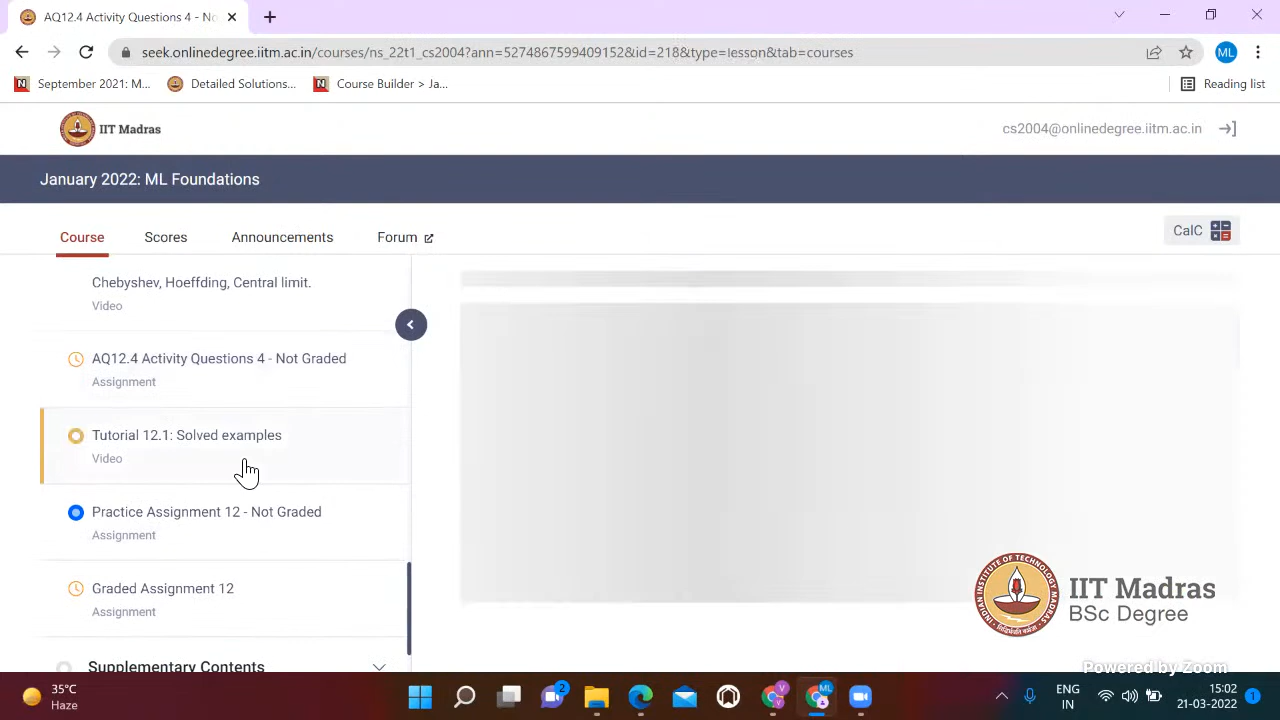 AQ12.4 Activity Questions 4 - No
seek.onlinedegree.iitm.ac.in/courses/ns_22t1_cs2004?ann=5274867599409152&id=218&type=lesson&tab=courses
ML
September 2021: M...
Detailed Solutions...
Course Builder > Ja...
Reading list
IIT Madras
cs2004@onlinedegree.iitm.ac.in
January 2022: ML Foundations
Course
Scores
Announcements
Forum
CalC
Chebyshev, Hoeffding, Central limit.
Video
AQ12.4 Activity Questions 4 - Not Graded
Assignment
Tutorial 12.1: Solved examples
Video
Practice Assignment 12 - Not Graded
Assignment
Graded Assignment 12
Assignment
Supplementary Contents
IIT Madras
BSc Degree
Powered by Zoom
35°C
Haze
2
ML
ENG
IN
15:02
21-03-2022
1